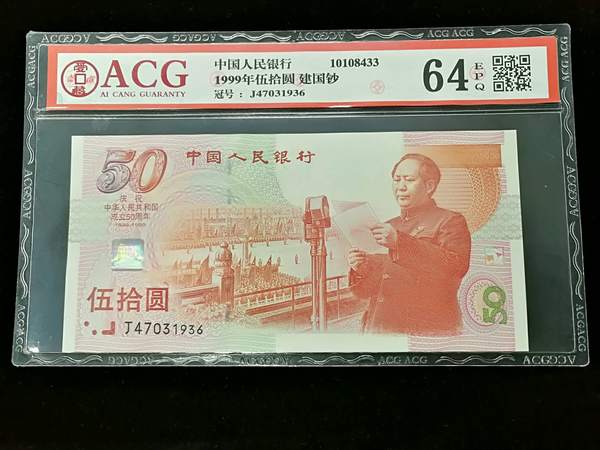 ACG
AI CANG GUARANTY
中国人民银行 10108433
1999年伍拾圆 建国钞
冠号： J47031936
64 EPQ
50
中国人民银行
庆祝
中华人民共和国
成立50周年
1949-1999
伍拾圆
J47031936
50